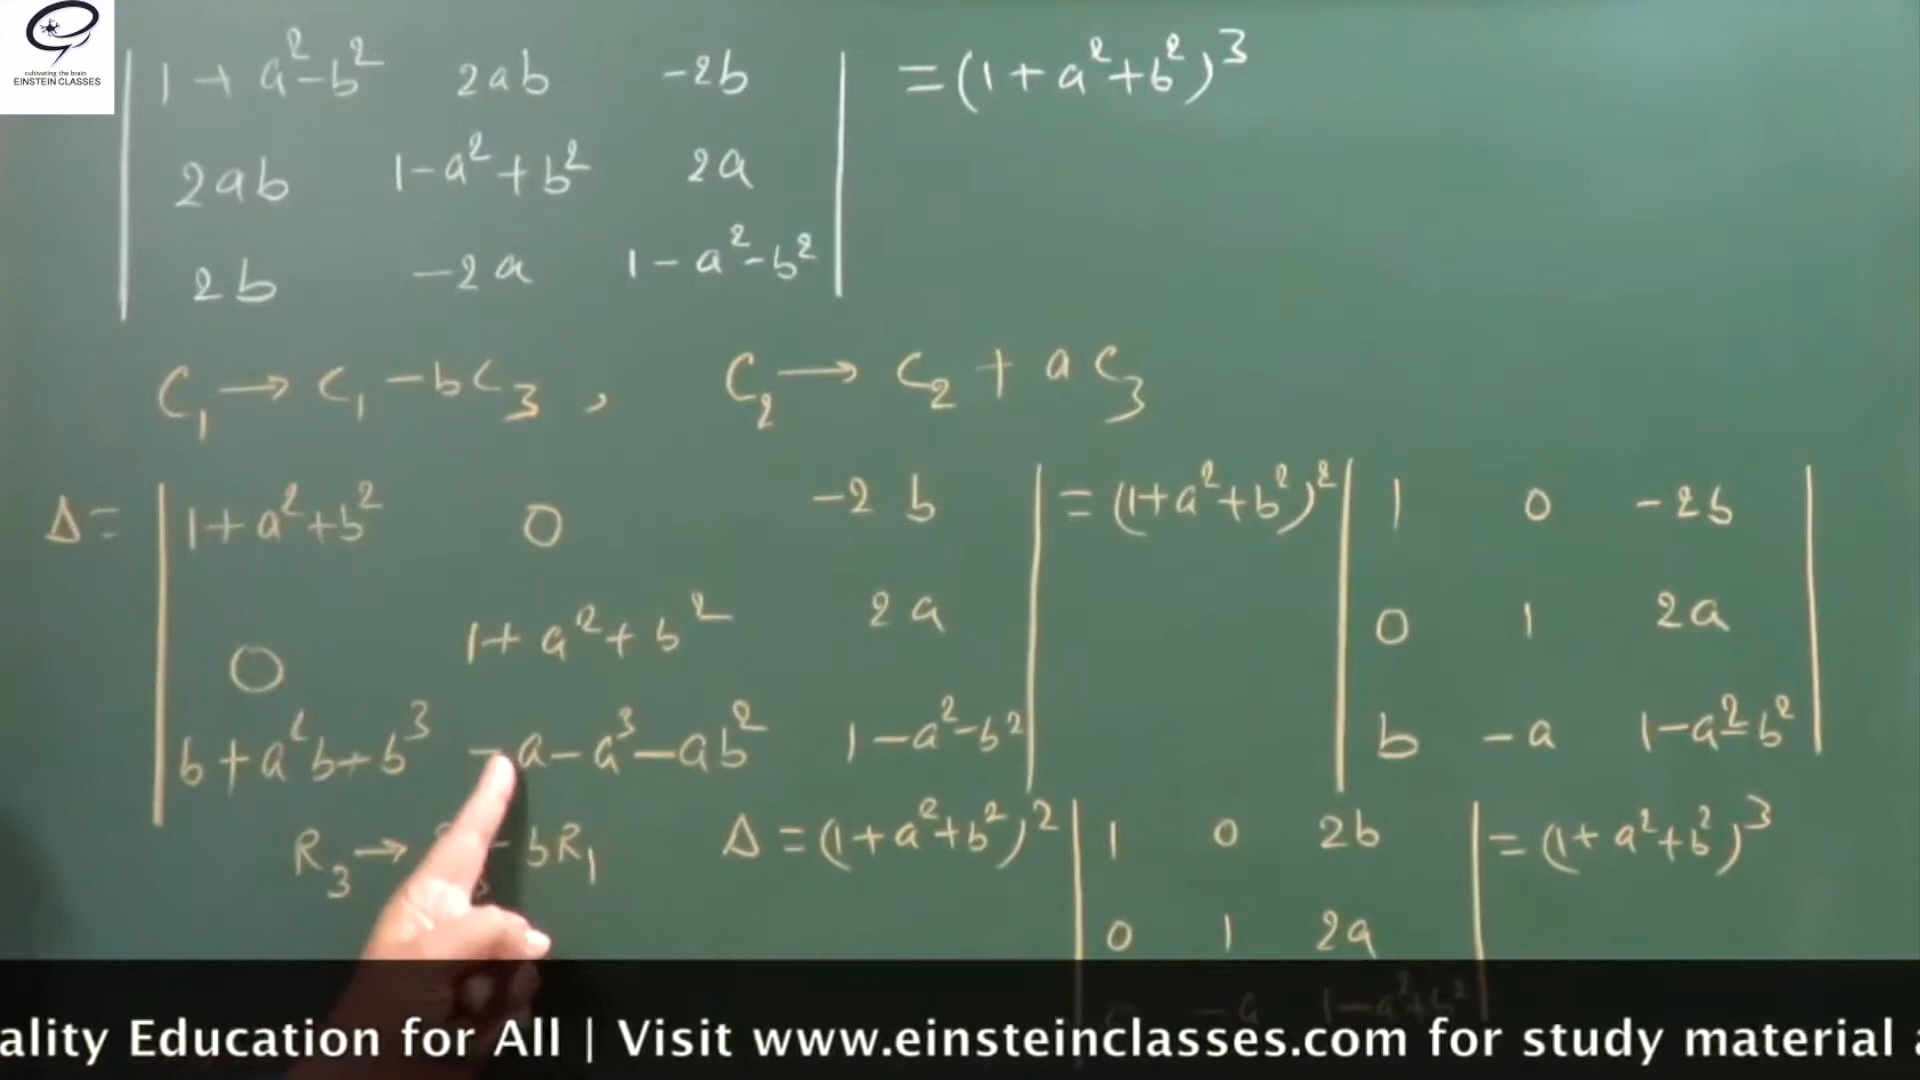 cultivating the brain
EINSTEIN CLASSES
| 1 + a²-b² 2ab -2b | = (1+a²+b²)³
| 2ab 1-a²+b² 2a |
| 2b -2a 1-a²-b² |
C₁ → C₁ - bC₃ , C₂ → C₂ + a C₃
Δ = | 1+a²+b² 0 -2b | = (1+a²+b²)² | 1 0 -2b |
| 0 1+a²+b² 2a | | 0 1 2a |
| b+a²b+b³ -a-a³-ab² 1-a²-b² | | b -a 1-a²-b² |
R₃ → - bR₁ Δ = (1+a²+b²)² | 1 0 2b | = (1+a²+b²)³
| 0 1 2a |
-a 1-a²+b² |
ality Education for All | Visit www.einsteinclasses.com for study material